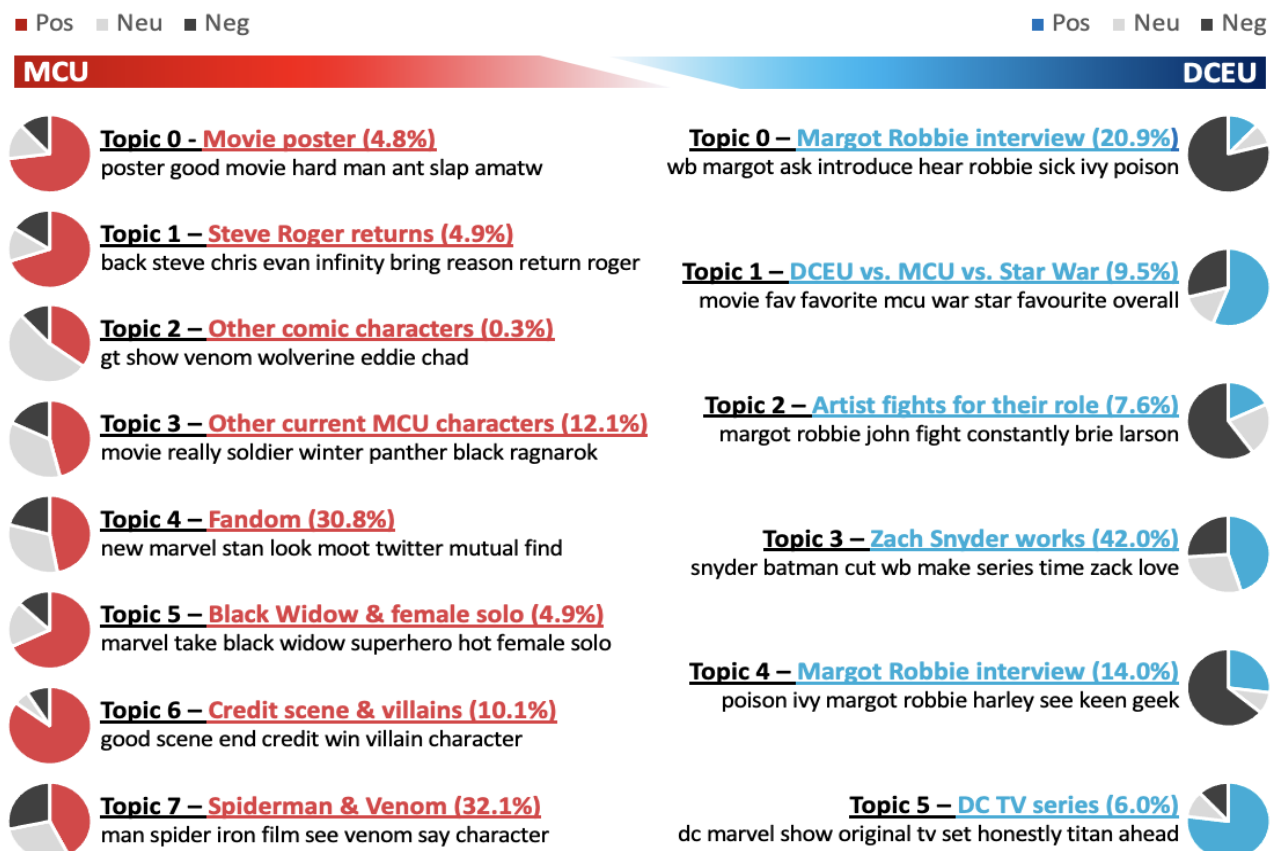 Pos Neu Neg
Pos Neu Neg
MCU
DCEU
Topic 0 - Movie poster (4.8%)
poster good movie hard man ant slap amatw
Topic 1 – Steve Roger returns (4.9%)
back steve chris evan infinity bring reason return roger
Topic 2 – Other comic characters (0.3%)
gt show venom wolverine eddie chad
Topic 3 – Other current MCU characters (12.1%)
movie really soldier winter panther black ragnarok
Topic 4 – Fandom (30.8%)
new marvel stan look moot twitter mutual find
Topic 5 – Black Widow & female solo (4.9%)
marvel take black widow superhero hot female solo
Topic 6 – Credit scene & villains (10.1%)
good scene end credit win villain character
Topic 7 – Spiderman & Venom (32.1%)
man spider iron film see venom say character
Topic 0 – Margot Robbie interview (20.9%)
wb margot ask introduce hear robbie sick ivy poison
Topic 1 – DCEU vs. MCU vs. Star War (9.5%)
movie fav favorite mcu war star favourite overall
Topic 2 – Artist fights for their role (7.6%)
margot robbie john fight constantly brie larson
Topic 3 – Zach Snyder works (42.0%)
snyder batman cut wb make series time zack love
Topic 4 – Margot Robbie interview (14.0%)
poison ivy margot robbie harley see keen geek
Topic 5 – DC TV series (6.0%)
dc marvel show original tv set honestly titan ahead